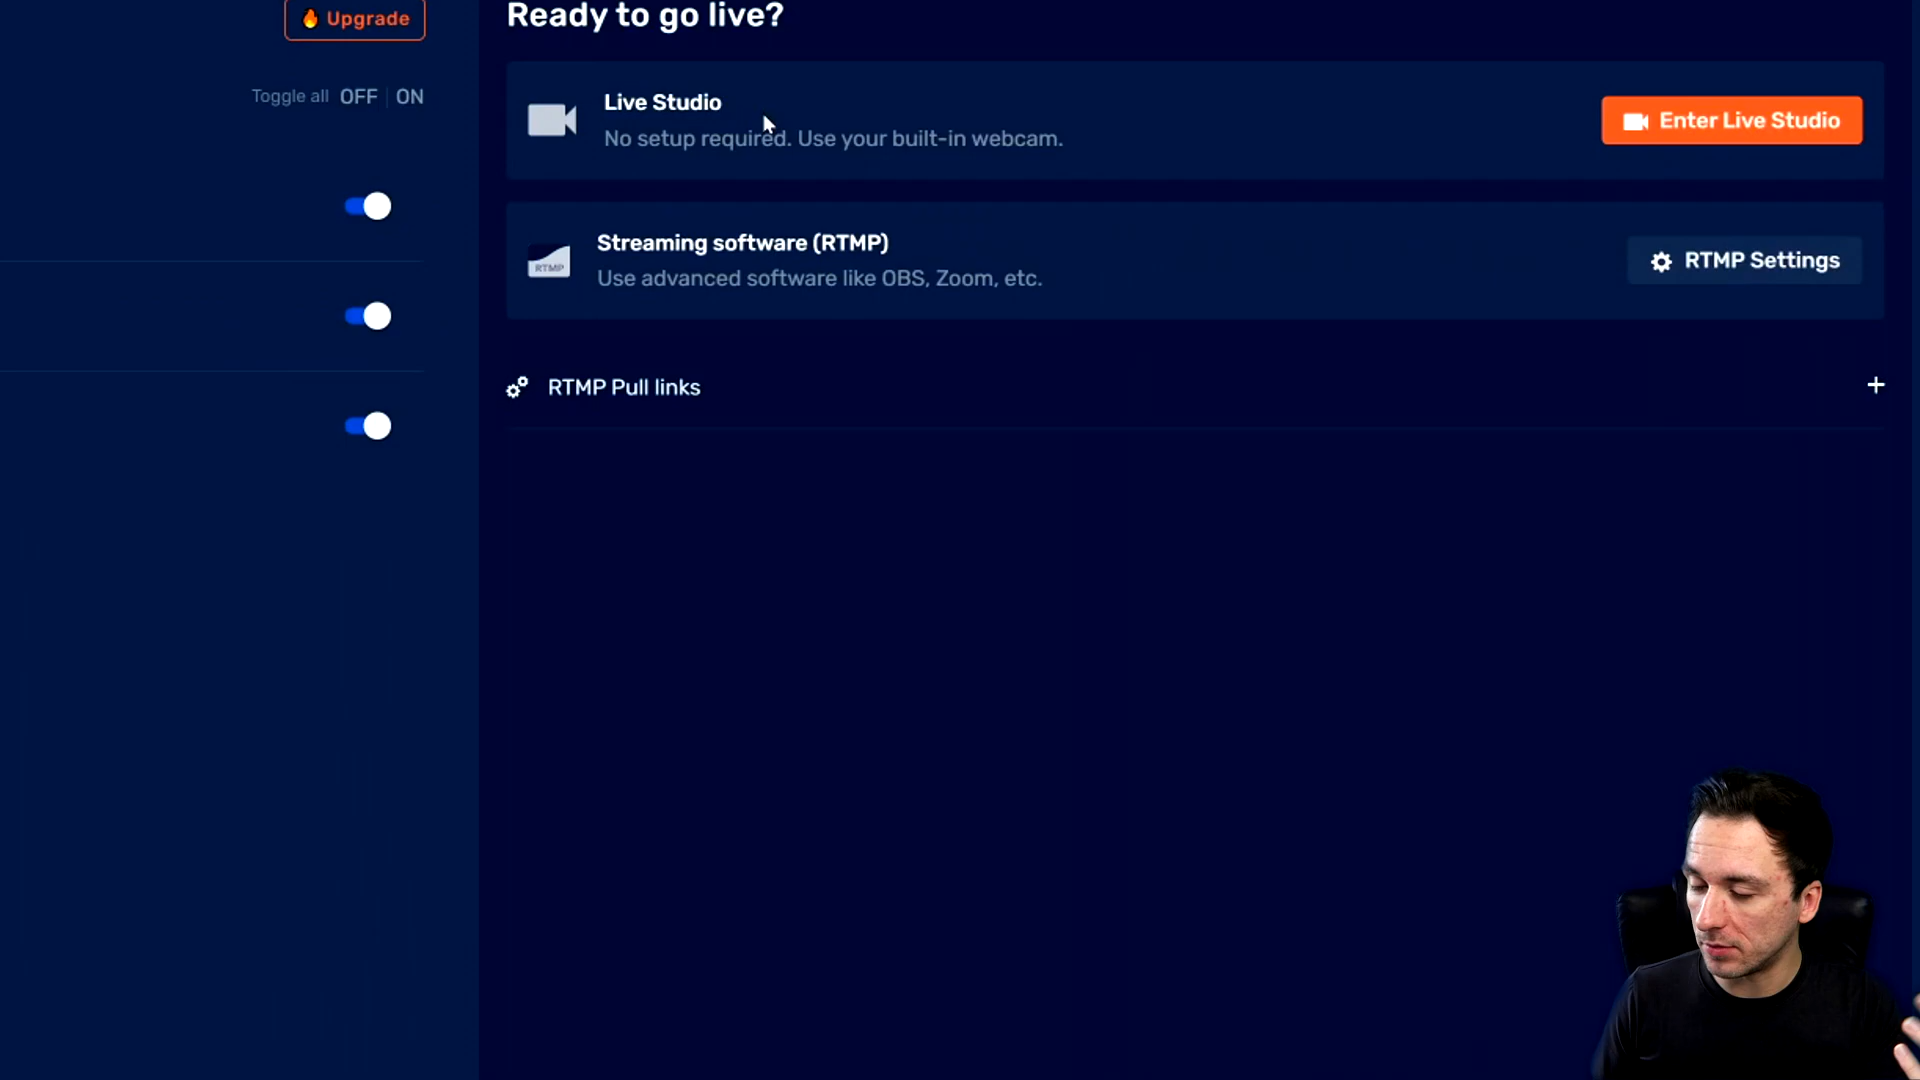 Upgrade
Toggle all OFF | ON
Ready to go live?
Live Studio
No setup required. Use your built-in webcam.
Enter Live Studio
RTMP
Streaming software (RTMP)
Use advanced software like OBS, Zoom, etc.
RTMP Settings
RTMP Pull links